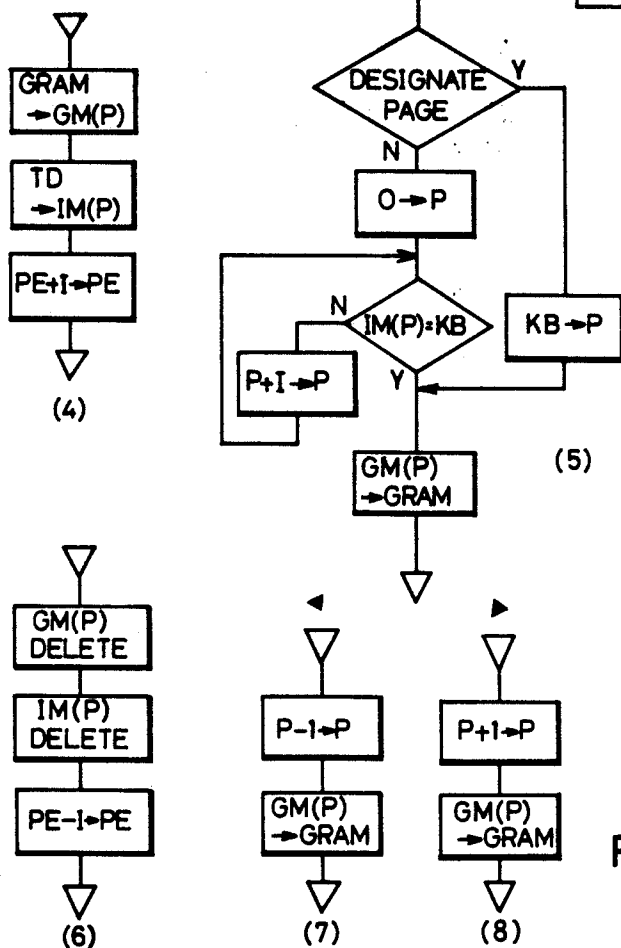 GRAM
→GM(P)
TD
→IM(P)
PE+I→PE
(4)
DESIGNATE
PAGE
Y
N
O→P
N
IM(P)=KB
Y
P+I→P
KB→P
GM(P)
→GRAM
(5)
GM(P)
DELETE
IM(P)
DELETE
PE-I→PE
(6)
◄
P-1→P
GM(P)
→GRAM
(7)
►
P+1→P
GM(P)
→GRAM
(8)